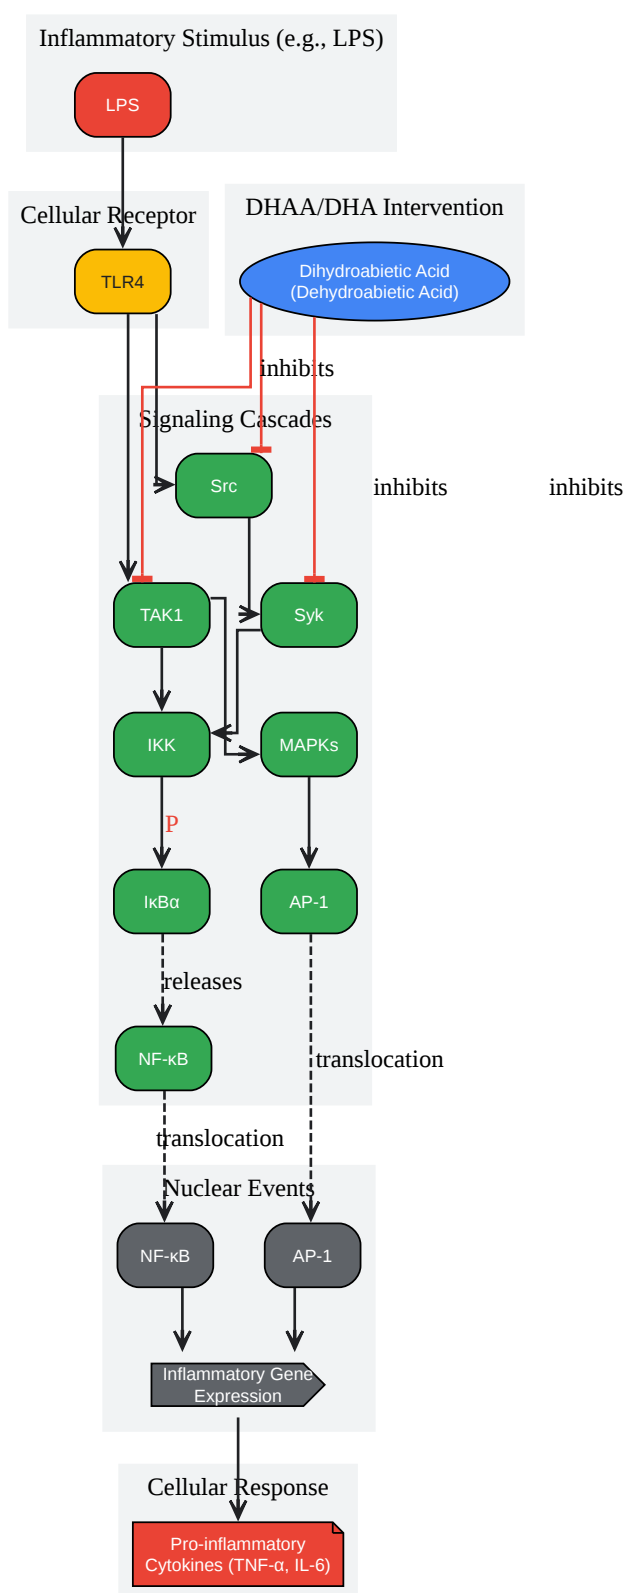 Inflammatory Stimulus (e.g., LPS)
LPS
Cellular Receptor
DHAA/DHA Intervention
TLR4
Dihydroabietic Acid
(Dehydroabietic Acid)
inhibits
Signaling Cascades
Src
inhibits
inhibits
TAK1
Syk
IKK
MAPKs
P
IκBα
AP-1
releases
NF-κB
translocation
translocation
Nuclear Events
NF-κB
AP-1
Inflammatory Gene
Expression
Cellular Response
Pro-inflammatory
Cytokines (TNF-α, IL-6)